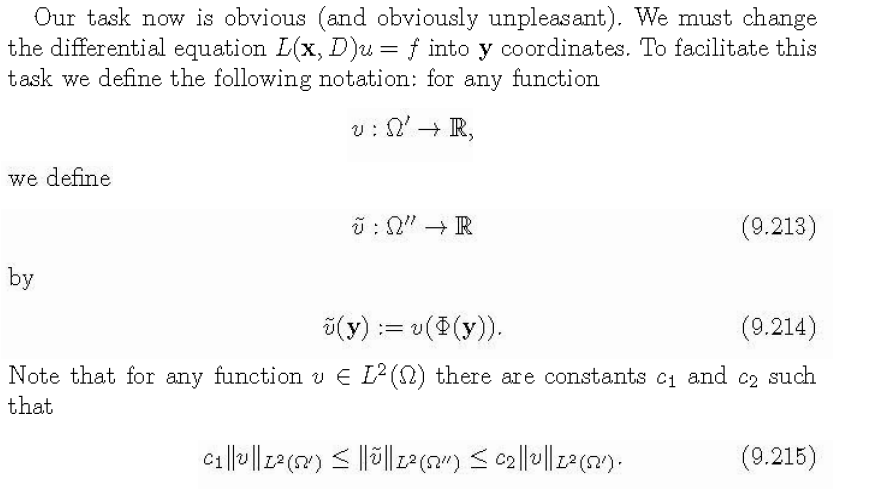 Our task now is obvious (and obviously unpleasant). We must change
the differential equation L(𝐱, D)u = f into 𝐲 coordinates. To facilitate this
task we define the following notation: for any function
v : Ω′ → ℝ,
we define
ṽ : Ω″ → ℝ (9.213)
by
ṽ(𝐲) := v(Φ(𝐲)). (9.214)
Note that for any function v ∈ L²(Ω) there are constants c₁ and c₂ such
that
c₁‖v‖_{L²(Ω′)} ≤ ‖ṽ‖_{L²(Ω″)} ≤ c₂‖v‖_{L²(Ω′)}. (9.215)